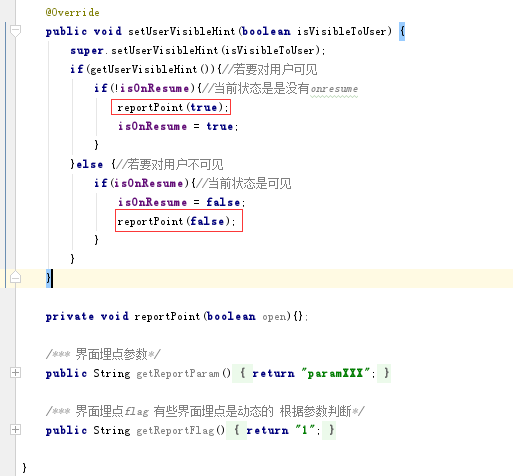 @Override
public void setUserVisibleHint(boolean isVisibleToUser) {
super.setUserVisibleHint(isVisibleToUser);
if(getUserVisibleHint()){//若要对用户可见
if(!isOnResume){//当前状态是是没有onresume
reportPoint(true);
isOnResume = true;
}
}else {//若要对用户不可见
if(isOnResume){//当前状态是可见
isOnResume = false;
reportPoint(false);
}
}
}
private void reportPoint(boolean open){};
/*** 界面埋点参数*/
public String getReportParam() { return "paramXXX"; }
/*** 界面埋点flag 有些界面埋点是动态的 根据参数判断*/
public String getReportFlag() { return "1"; }
}